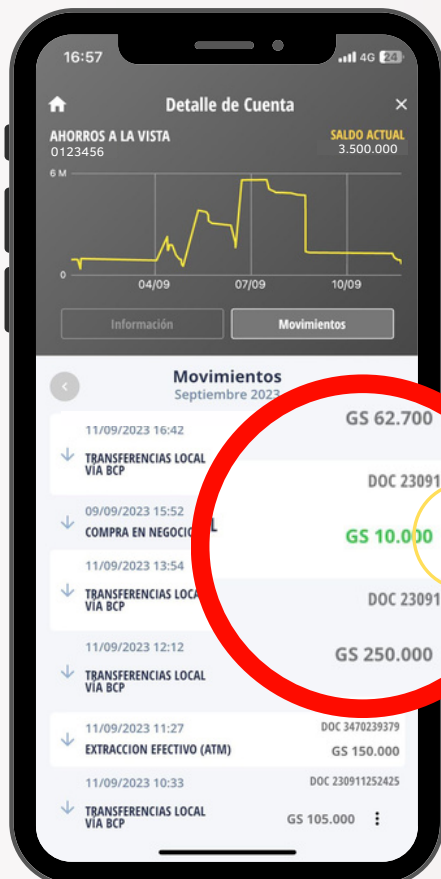 16:57
4G 24
Detalle de Cuenta
AHORROS A LA VISTA
0123456
SALDO ACTUAL
3.500.000
6 M
0
04/09
07/09
10/09
Información
Movimientos
Movimientos
Septiembre 2023
GS 62.700
11/09/2023 16:42
TRANSFERENCIAS LOCAL
VÍA BCP
DOC 23091
09/09/2023 15:52
COMPRA EN NEGOCIO L
GS 10.000
11/09/2023 13:54
TRANSFERENCIAS LOCA
VÍA BCP
DOC 23091
11/09/2023 12:12
TRANSFERENCIAS LOCAL
VÍA BCP
GS 250.000
11/09/2023 11:27
DOC 3470239379
EXTRACCION EFECTIVO (ATM)
GS 150.000
11/09/2023 10:33
DOC 230911252425
TRANSFERENCIAS LOCAL
VÍA BCP
GS 105.000